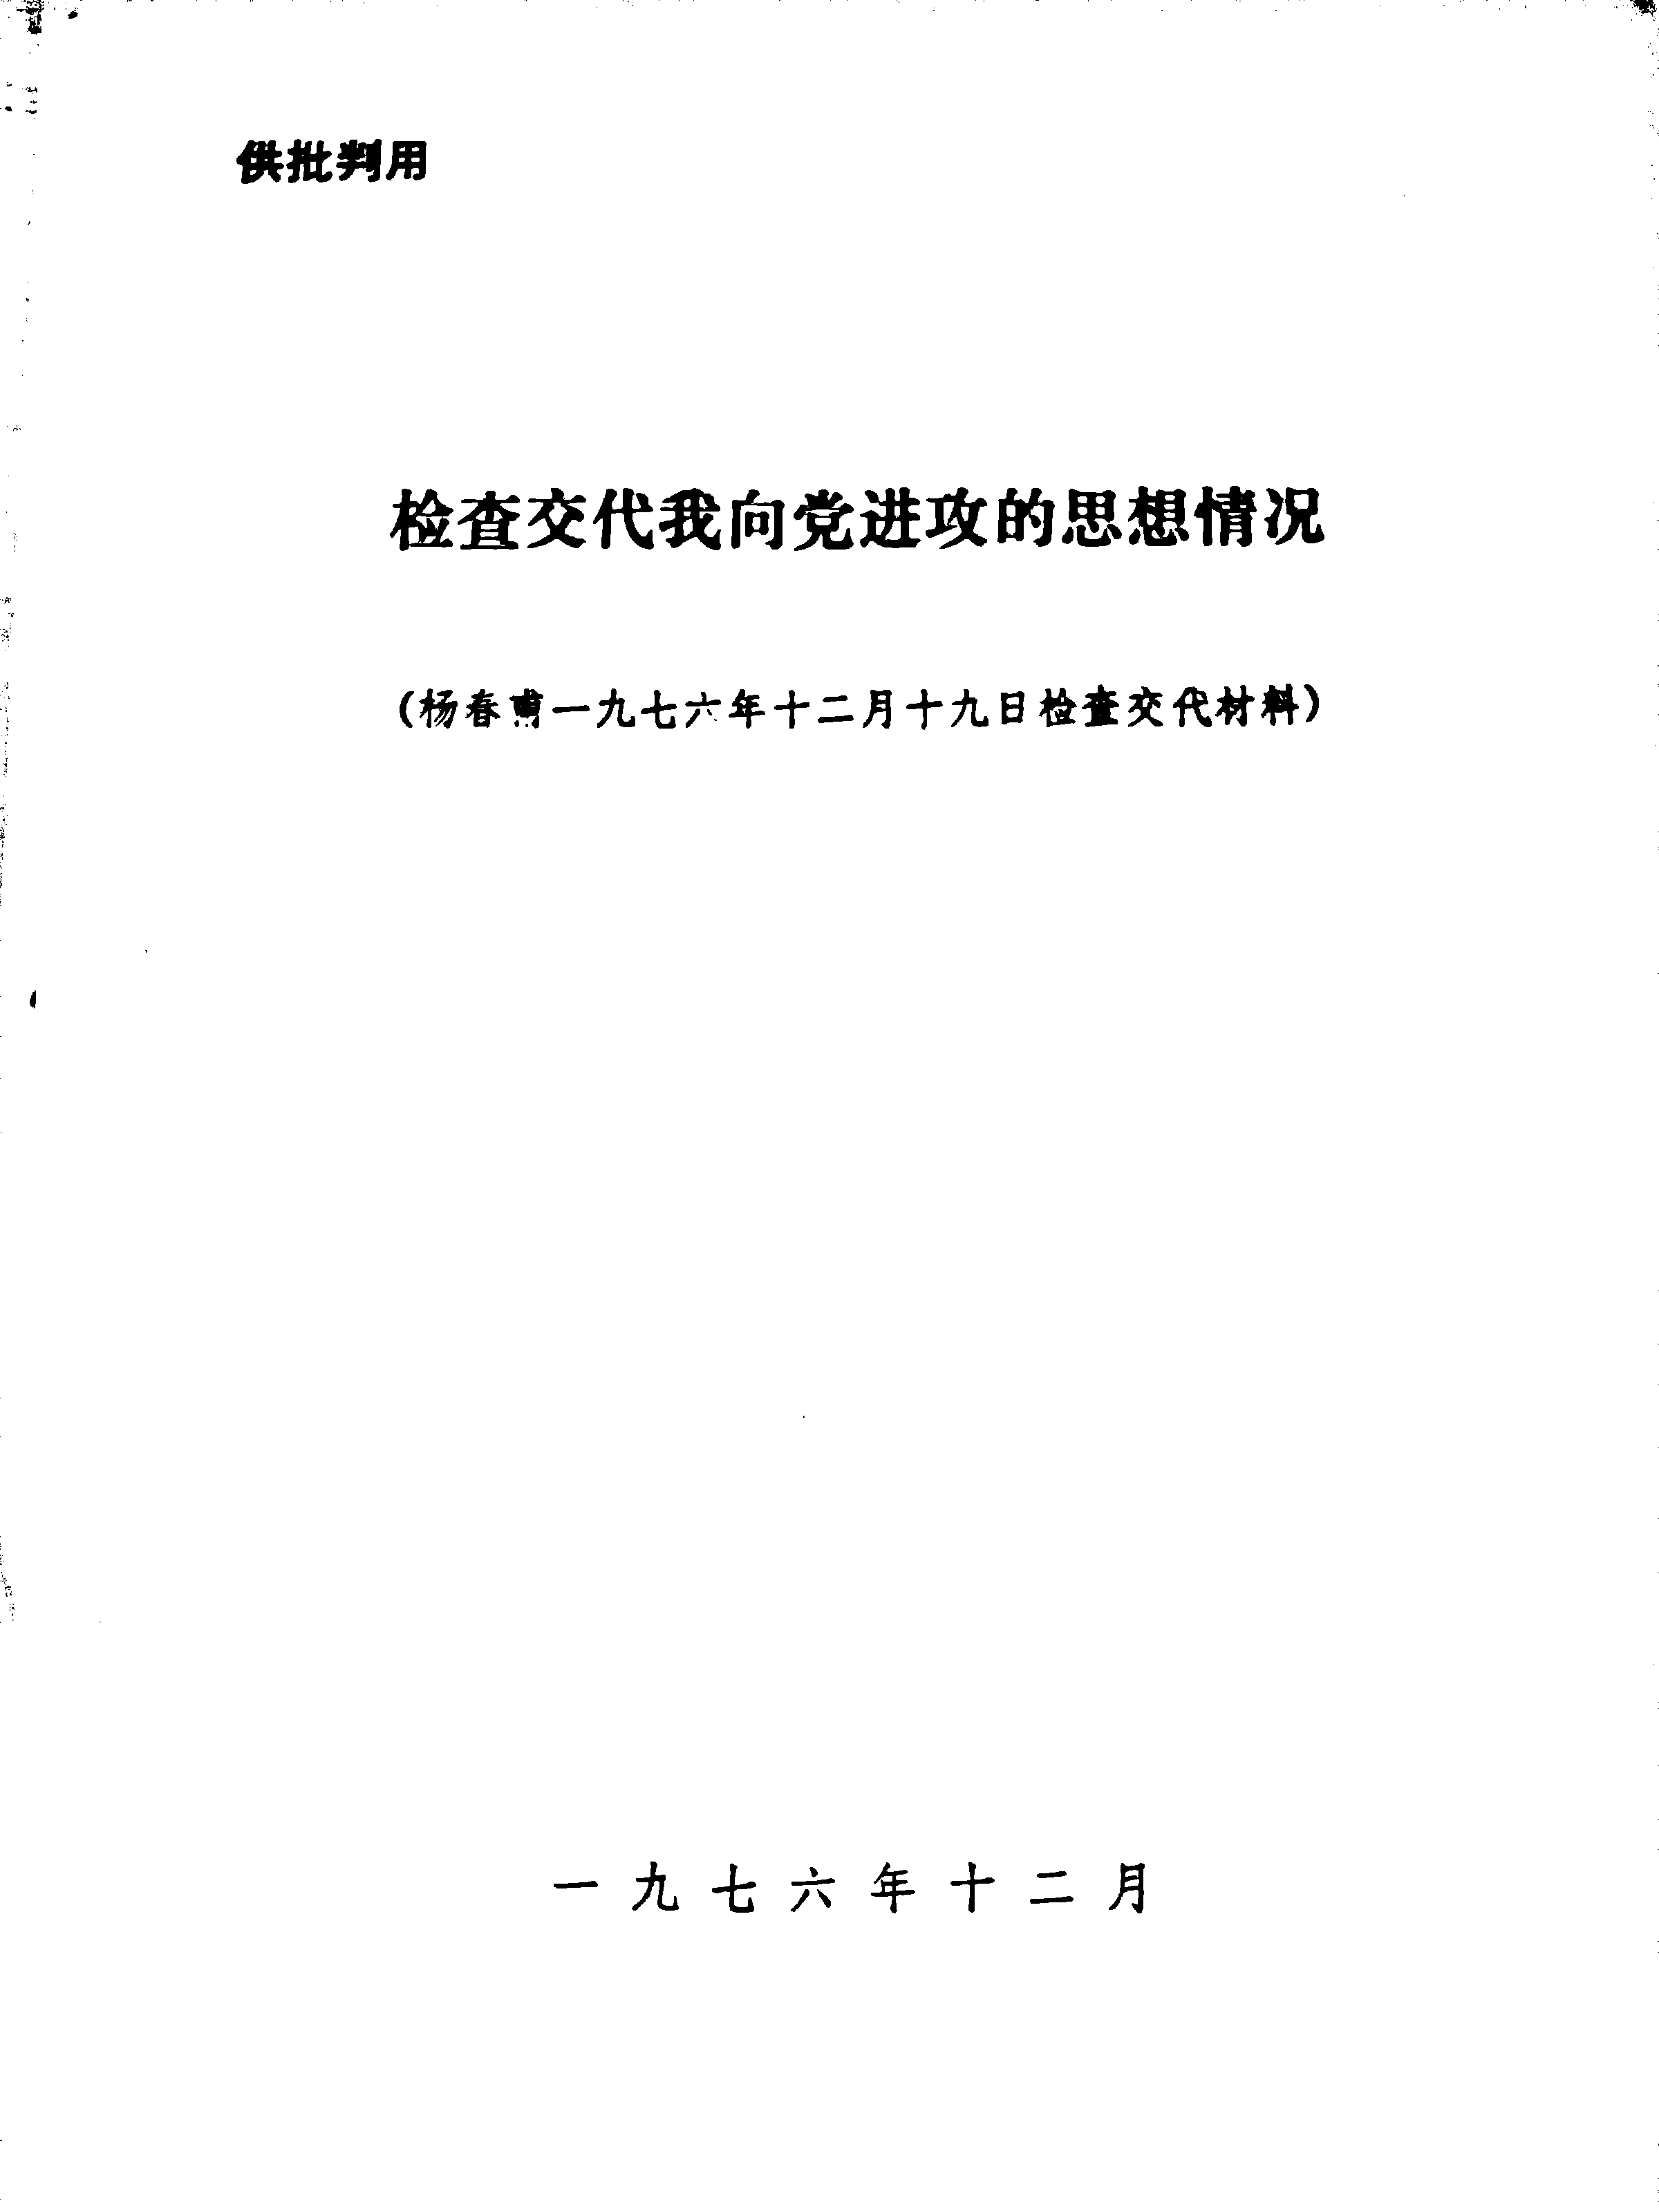 供批判用
检查交代我向党进攻的思想情况
(杨春甫一九七六年十二月十九日检查交代材料)
一九七六年十二月